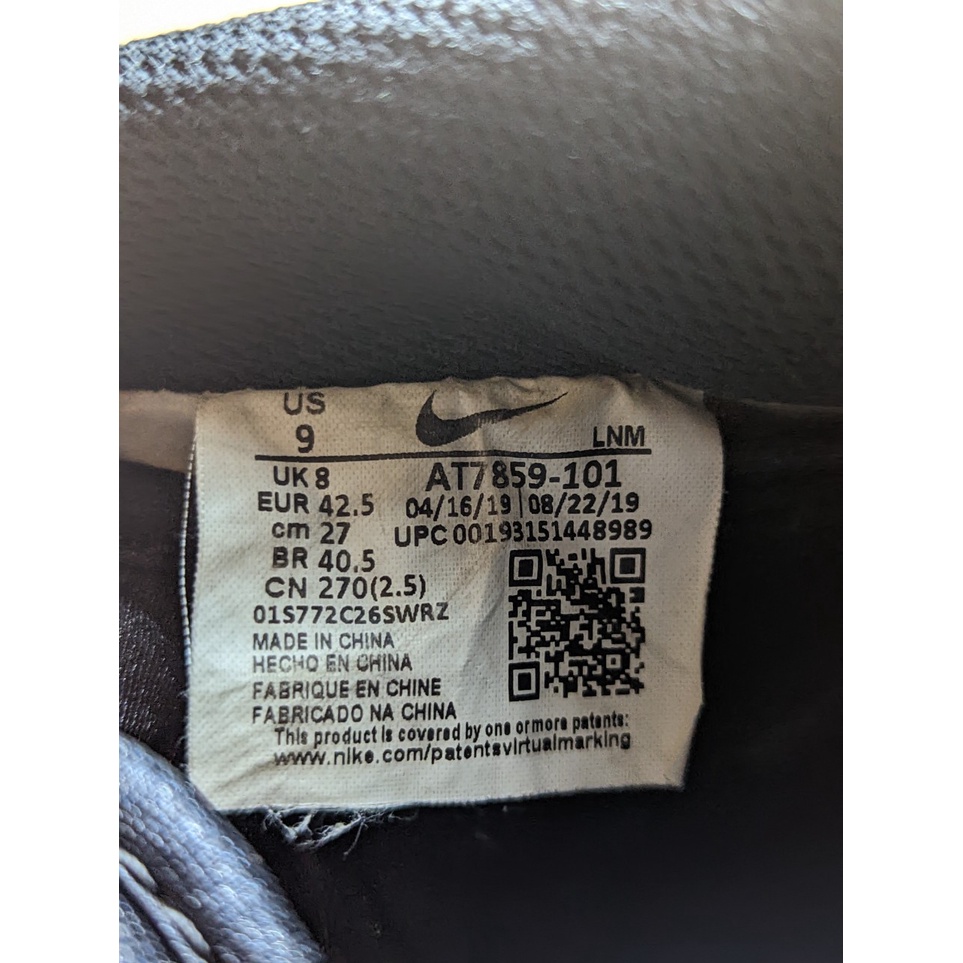 US
9
LNM
UK 8
AT7859-101
EUR 42.5
04/16/19 | 08/22/19
cm 27
UPC 00193151448989
BR 40.5
CN 270(2.5)
01S772C26SWRZ
MADE IN CHINA
HECHO EN CHINA
FABRIQUE EN CHINE
FABRICADO NA CHINA
This product is covered by one or more patents:
www.nike.com/patentsvirtualmarking